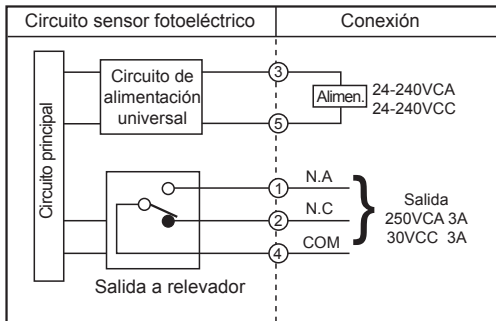 Circuito sensor fotoeléctrico
Conexión
Circuito principal
Circuito de
alimentación
universal
3
5
Alimen.
24-240VCA
24-240VCC
1
N.A
2
N.C
4
COM
Salida
250VCA 3A
30VCC 3A
Salida a relevador